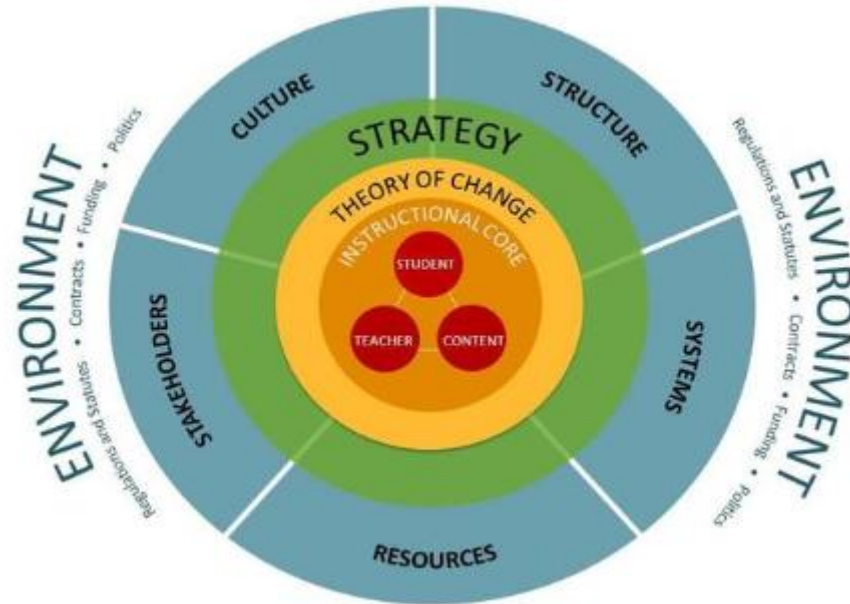 CULTURE
STRUCTURE
STRATEGY
THEORY OF CHANGE
INSTRUCTIONAL CORE
STUDENT
TEACHER
CONTENT
STAKEHOLDERS
SYSTEMS
RESOURCES
ENVIRONMENT
Regulations and Statutes • Contracts • Funding • Politics
ENVIRONMENT
Regulations and Statutes • Contracts • Funding • Politics